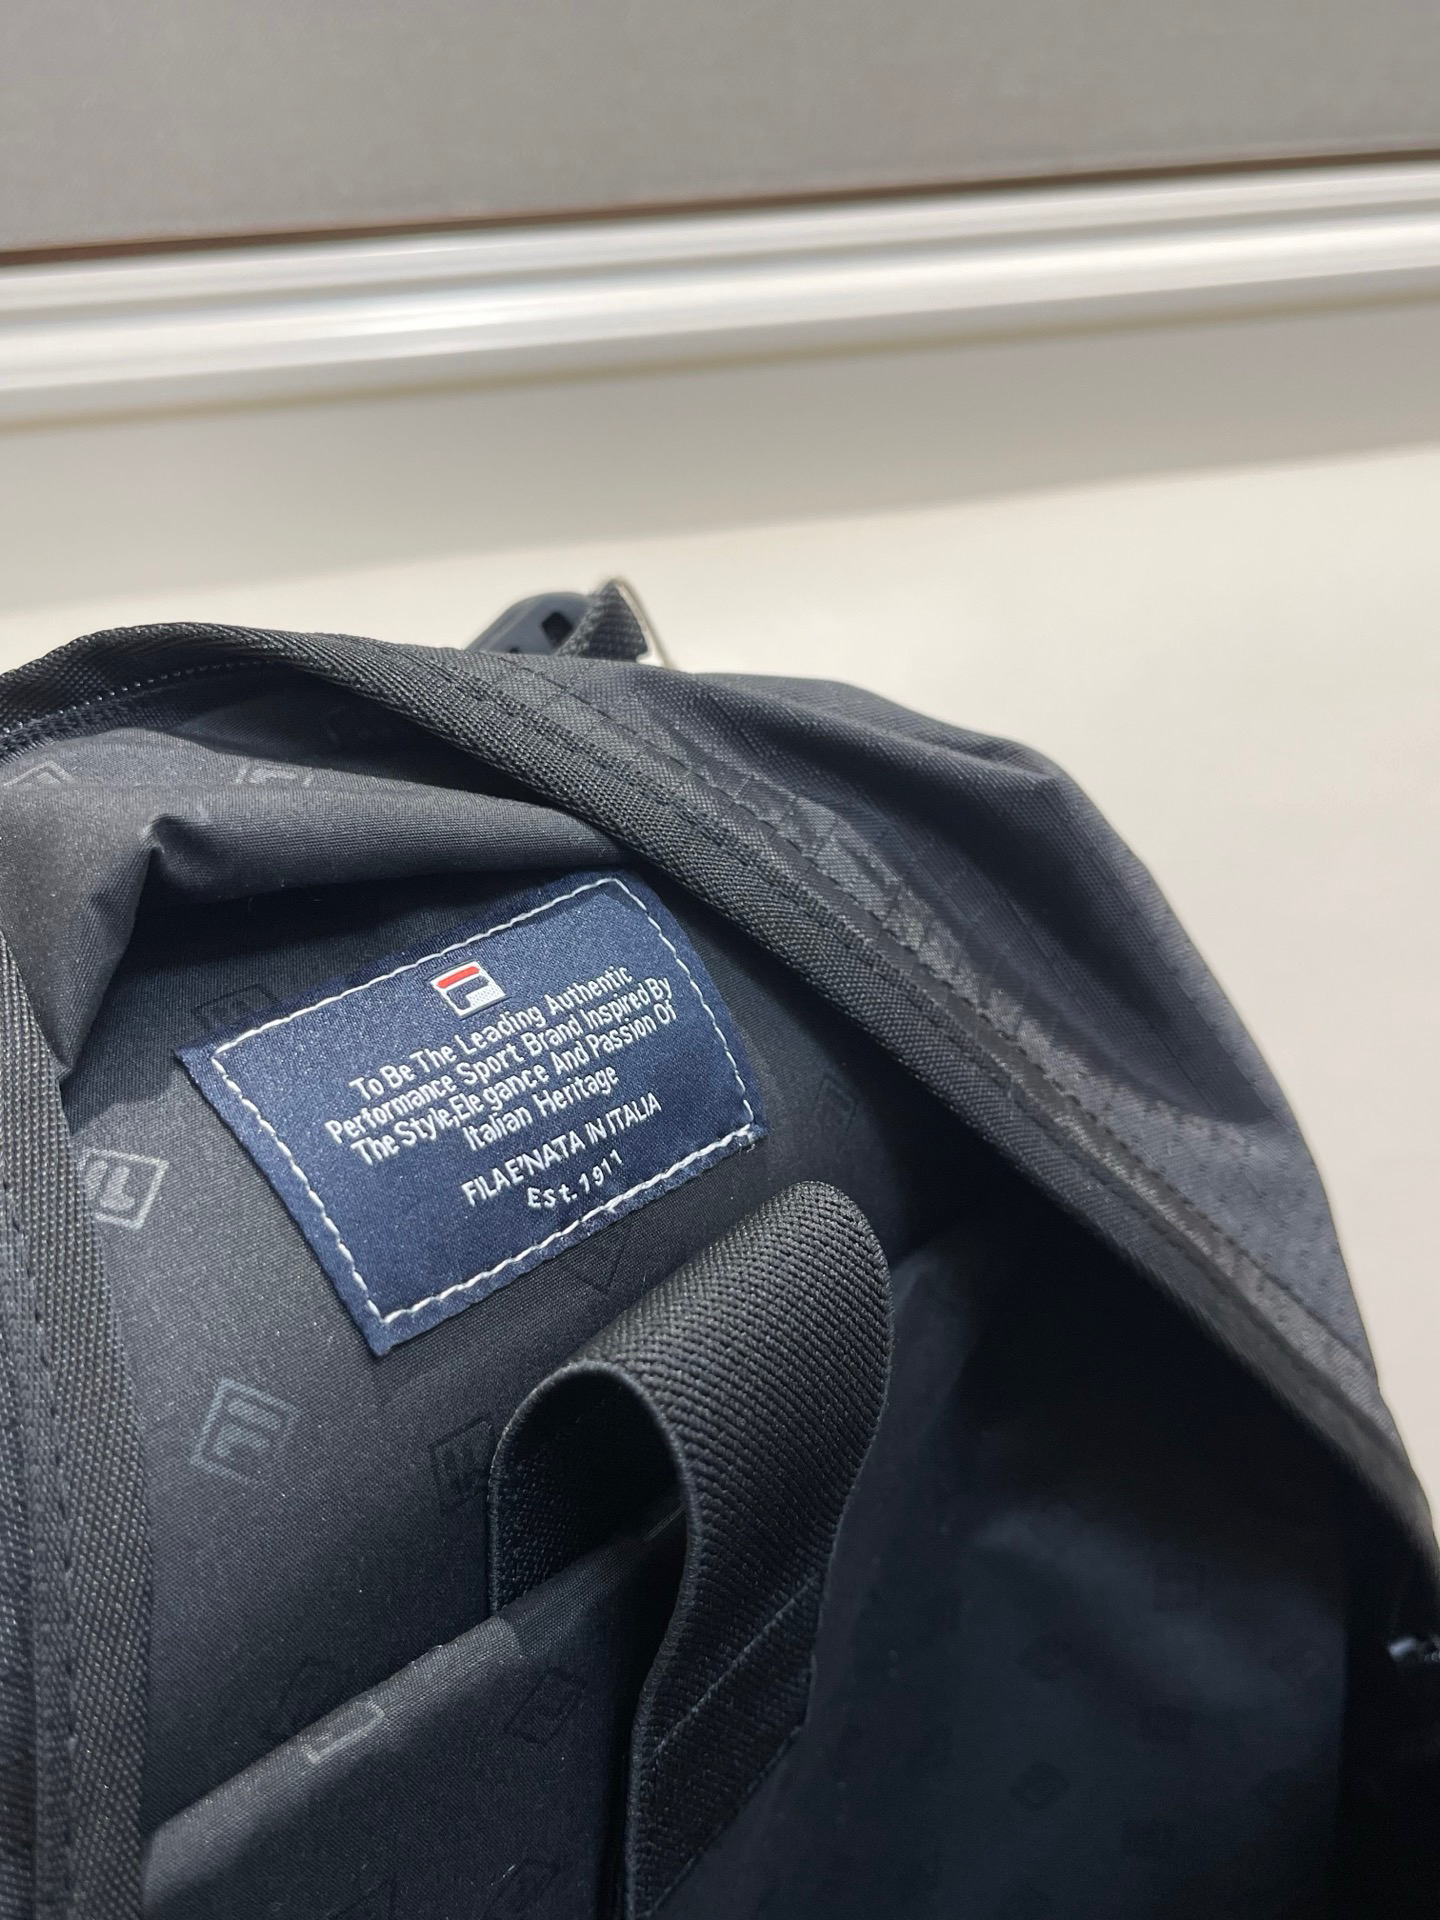 To Be The Leading Authentic
Performance Sport Brand Inspired By
The Style,Ele gance And Passion Of
Italian Heritage
FILA E'NATA IN ITALIA
Est.1911